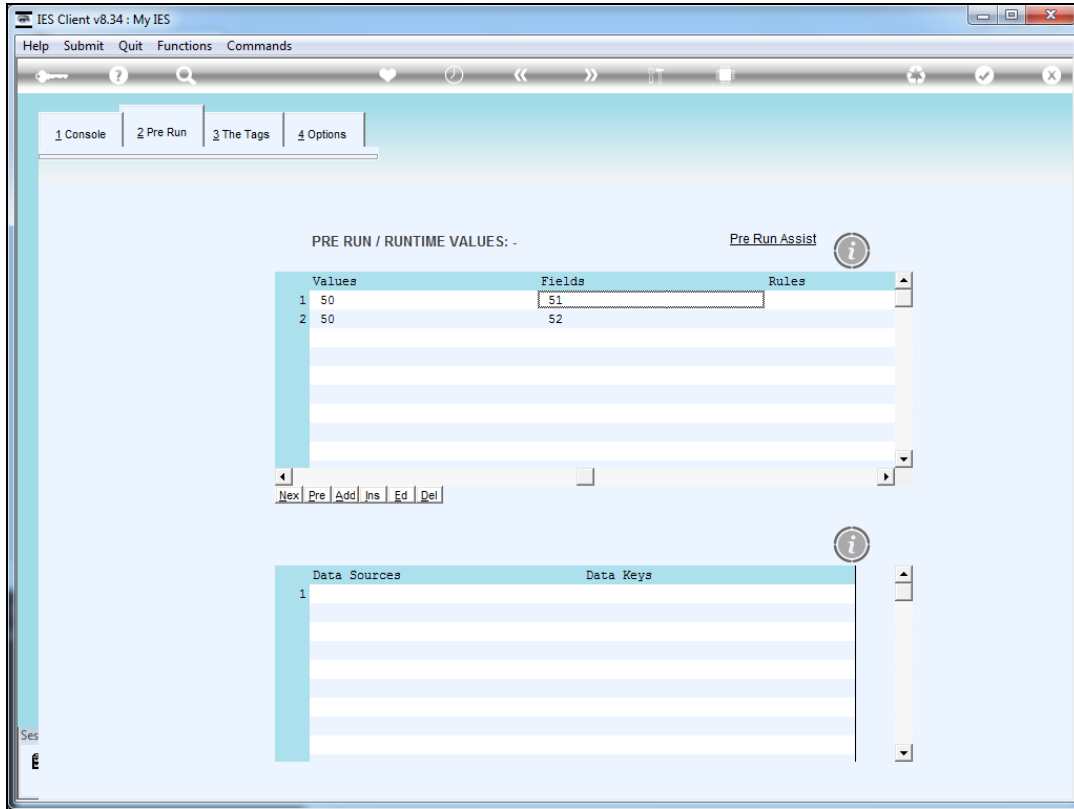 IES Client v8.34 : My IES
Help Submit Quit Functions Commands
1 Console 2 Pre Run 3 The Tags 4 Options
PRE RUN / RUNTIME VALUES: - Pre Run Assist
Values Fields Rules
1 50 51
2 50 52
Nex Pre Add Ins Ed Del
Data Sources Data Keys
1
Ses